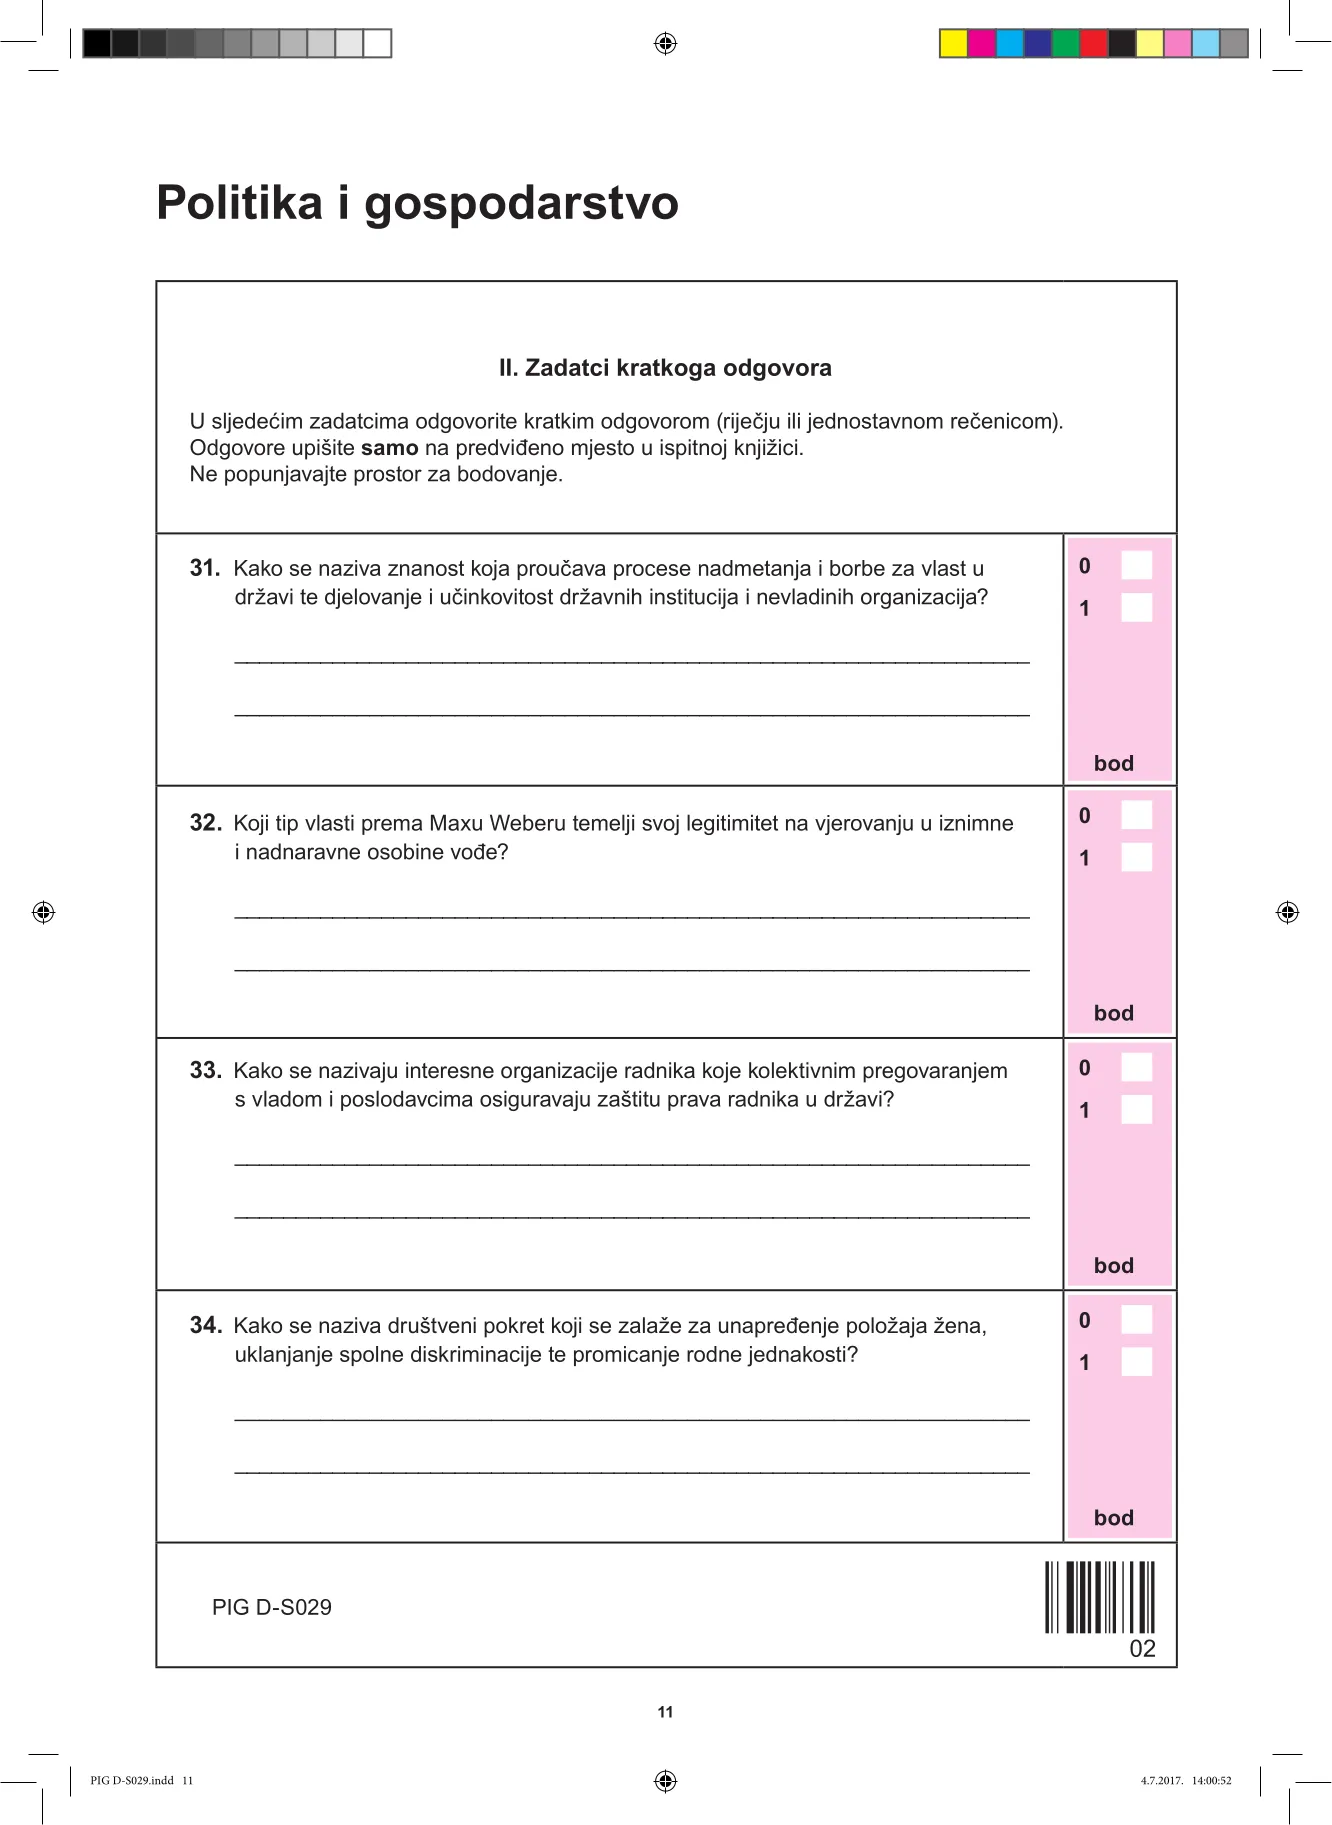 Politika i gospodarstvo
II. Zadatci kratkoga odgovora
U sljedećim zadatcima odgovorite kratkim odgovorom (riječju ili jednostavnom rečenicom).
Odgovore upišite samo na predviđeno mjesto u ispitnoj knjižici.
Ne popunjavajte prostor za bodovanje.
31. Kako se naziva znanost koja proučava procese nadmetanja i borbe za vlast u
državi te djelovanje i učinkovitost državnih institucija i nevladinih organizacija?
0
1
bod
32. Koji tip vlasti prema Maxu Weberu temelji svoj legitimitet na vjerovanju u iznimne
i nadnaravne osobine vođe?
0
1
bod
33. Kako se nazivaju interesne organizacije radnika koje kolektivnim pregovaranjem
s vladom i poslodavcima osiguravaju zaštitu prava radnika u državi?
0
1
bod
34. Kako se naziva društveni pokret koji se zalaže za unapređenje položaja žena,
uklanjanje spolne diskriminacije te promicanje rodne jednakosti?
0
1
bod
PIG D-S029
02
11
PIG D-S029.indd 11
4.7.2017. 14:00:52